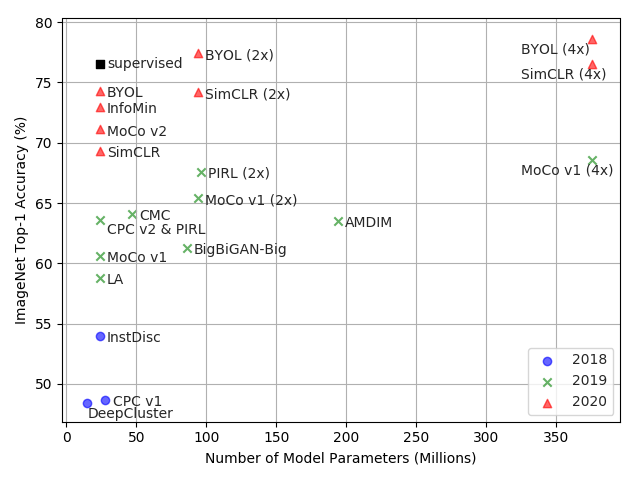 ImageNet Top-1 Accuracy (%)
80
75
70
65
60
55
50
supervised
BYOL
InfoMin
MoCo v2
SimCLR
BYOL (2x)
SimCLR (2x)
BYOL (4x)
SimCLR (4x)
PIRL (2x)
MoCo v1 (4x)
MoCo v1 (2x)
CMC
CPC v2 & PIRL
AMDIM
BigBiGAN-Big
MoCo v1
LA
InstDisc
CPC v1
DeepCluster
2018
2019
2020
0 50 100 150 200 250 300 350
Number of Model Parameters (Millions)